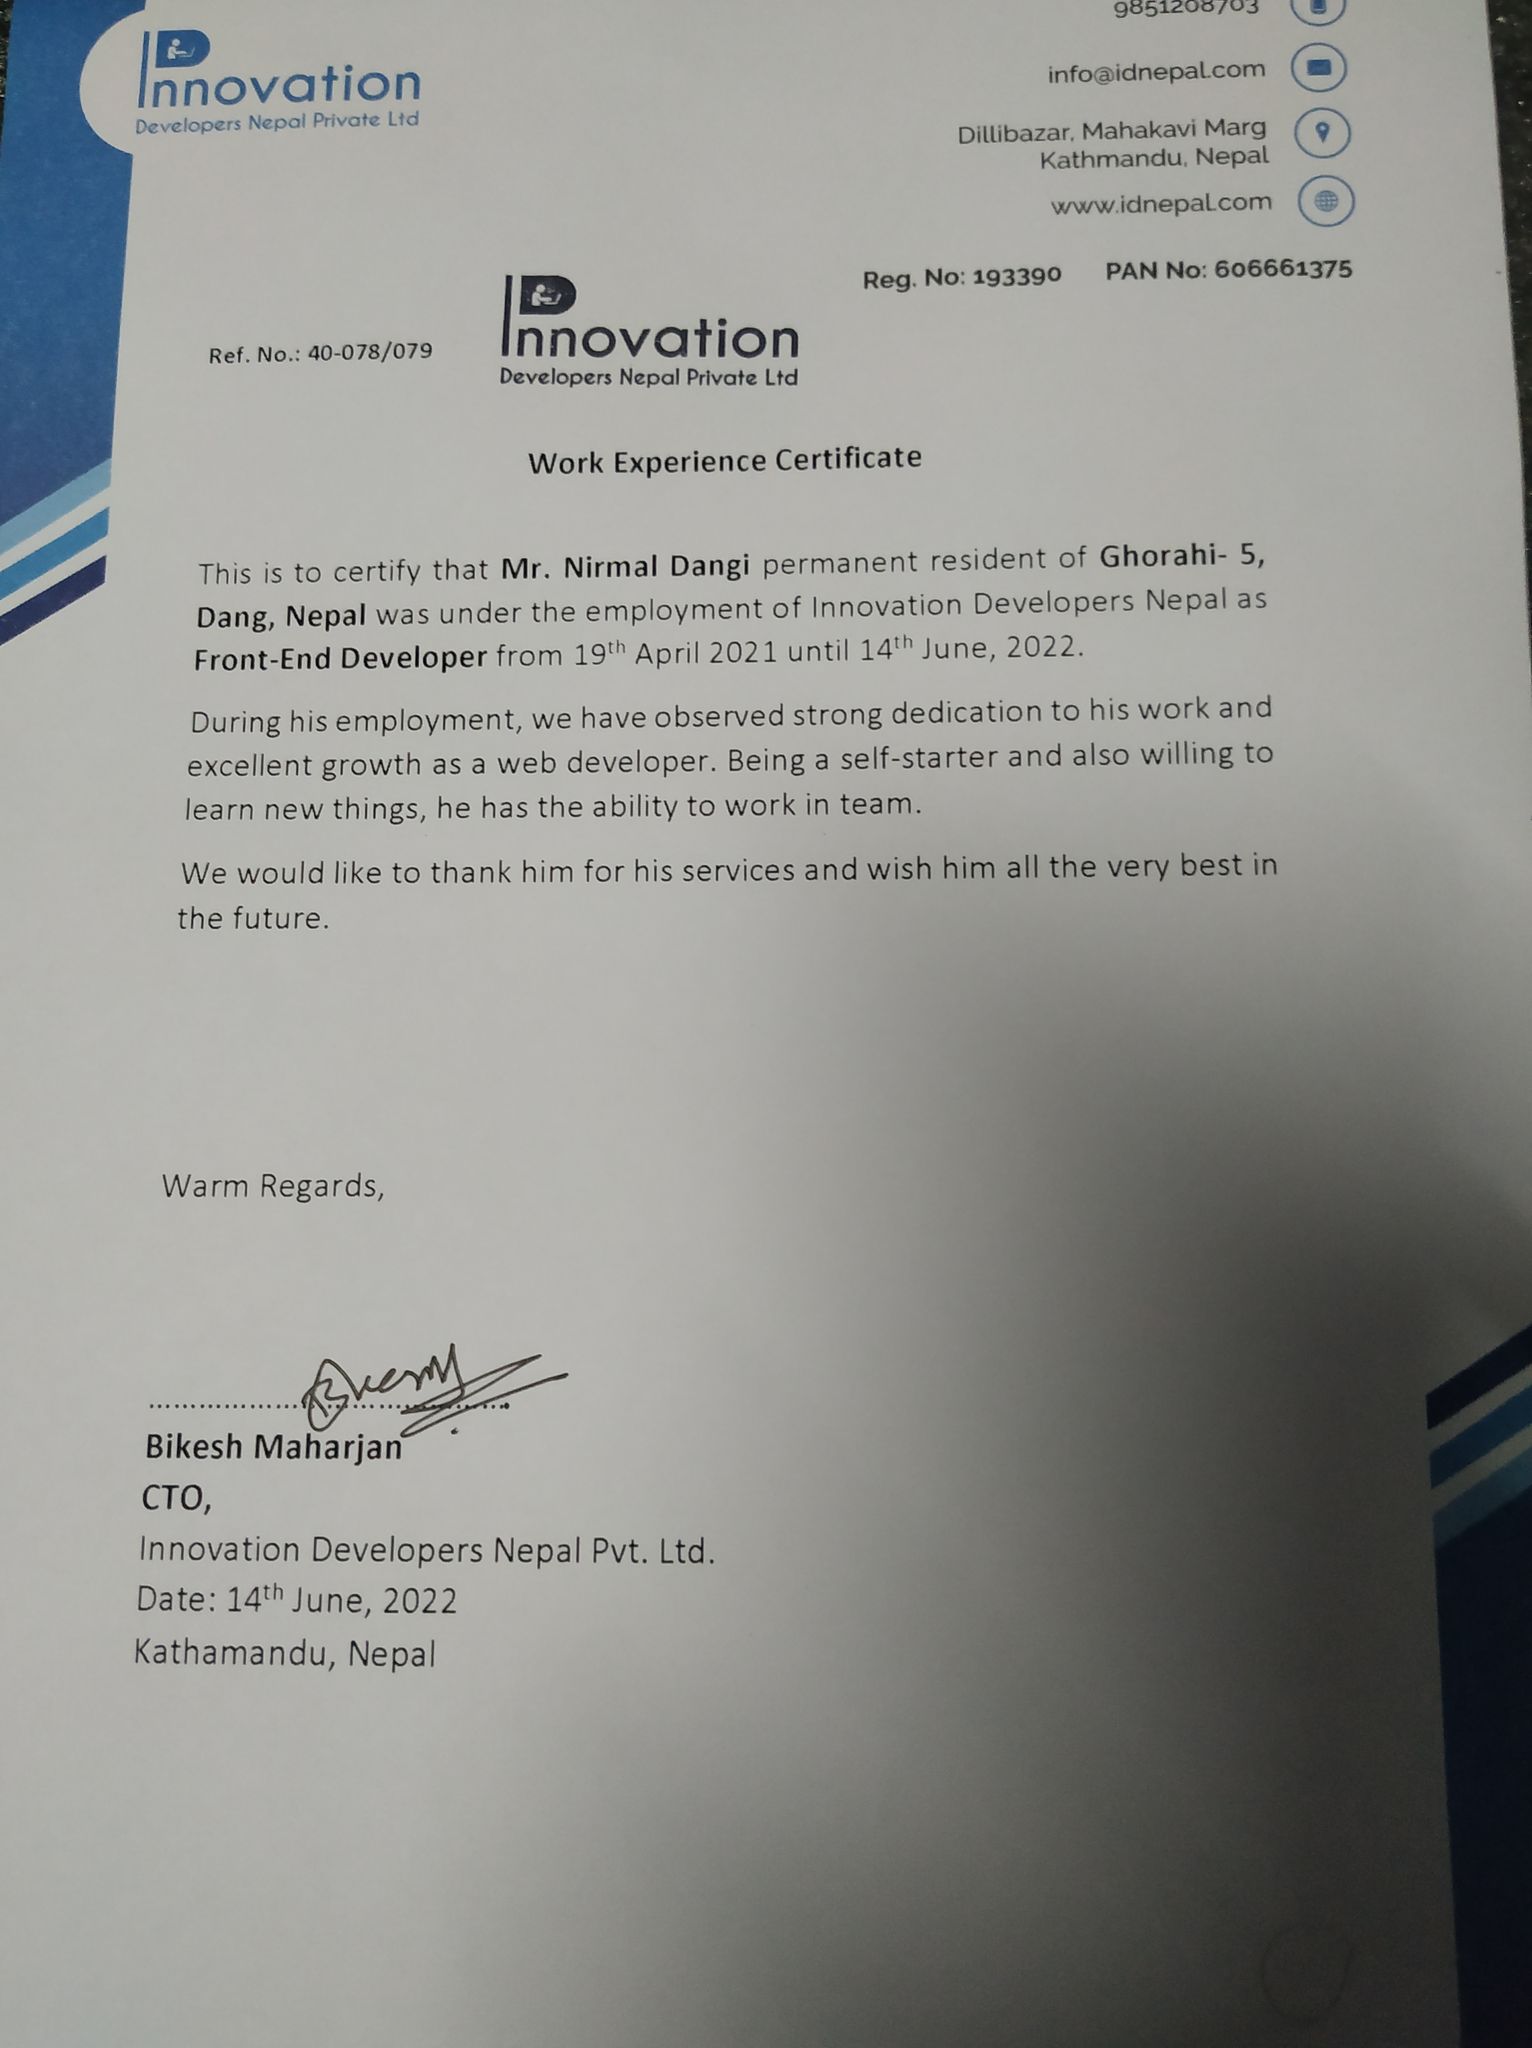 Innovation
Developers Nepal Private Ltd
9851208703
info@idnepal.com
Dillibazar, Mahakavi Marg
Kathmandu, Nepal
www.idnepal.com
Reg. No: 193390 PAN No: 606661375
Ref. No.: 40-078/079
Innovation
Developers Nepal Private Ltd
Work Experience Certificate
This is to certify that Mr. Nirmal Dangi permanent resident of Ghorahi- 5,
Dang, Nepal was under the employment of Innovation Developers Nepal as
Front-End Developer from 19th April 2021 until 14th June, 2022.
During his employment, we have observed strong dedication to his work and
excellent growth as a web developer. Being a self-starter and also willing to
learn new things, he has the ability to work in team.
We would like to thank him for his services and wish him all the very best in
the future.
Warm Regards,
Bikesh Maharjan
CTO,
Innovation Developers Nepal Pvt. Ltd.
Date: 14th June, 2022
Kathamandu, Nepal